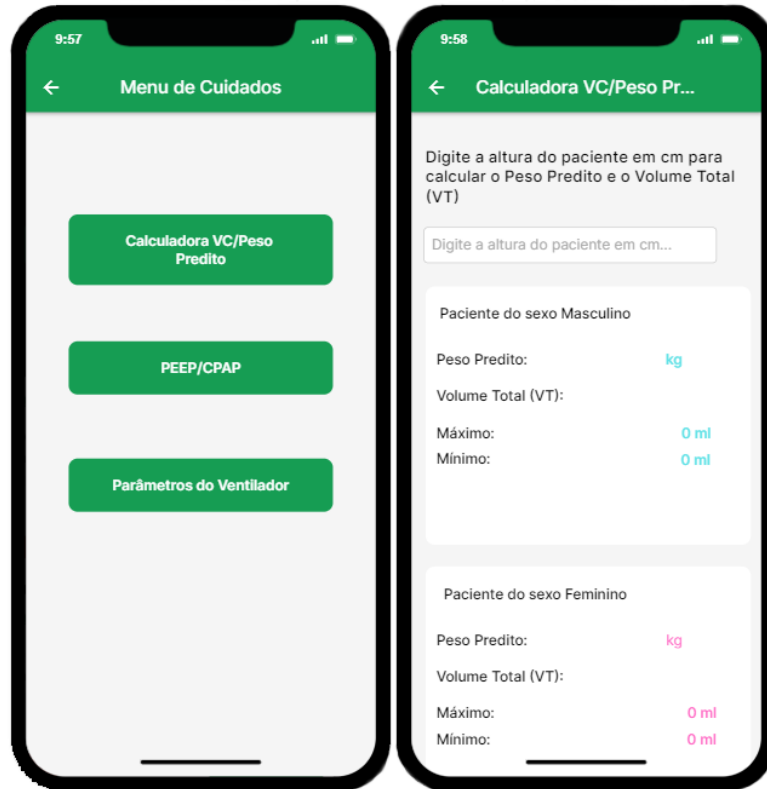 9:57
Menu de Cuidados
Calculadora VC/Peso
Predito
PEEP/CPAP
Parâmetros do Ventilador
9:58
Calculadora VC/Peso Pr...
Digite a altura do paciente em cm para
calcular o Peso Predito e o Volume Total
(VT)
Digite a altura do paciente em cm...
Paciente do sexo Masculino
Peso Predito: kg
Volume Total (VT):
Máximo: 0 ml
Mínimo: 0 ml
Paciente do sexo Feminino
Peso Predito: kg
Volume Total (VT):
Máximo: 0 ml
Mínimo: 0 ml